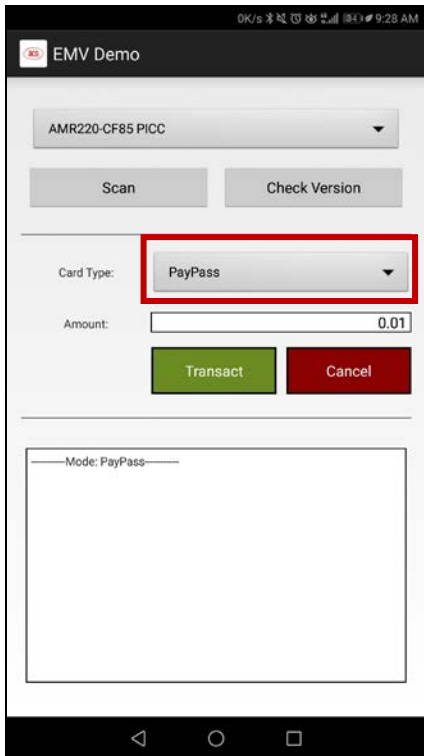 0K/s 9:28 AM
acs EMV Demo
AMR220-CF85 PICC
Scan Check Version
Card Type: PayPass
Amount: 0.01
Transact Cancel
----------Mode: PayPass----------